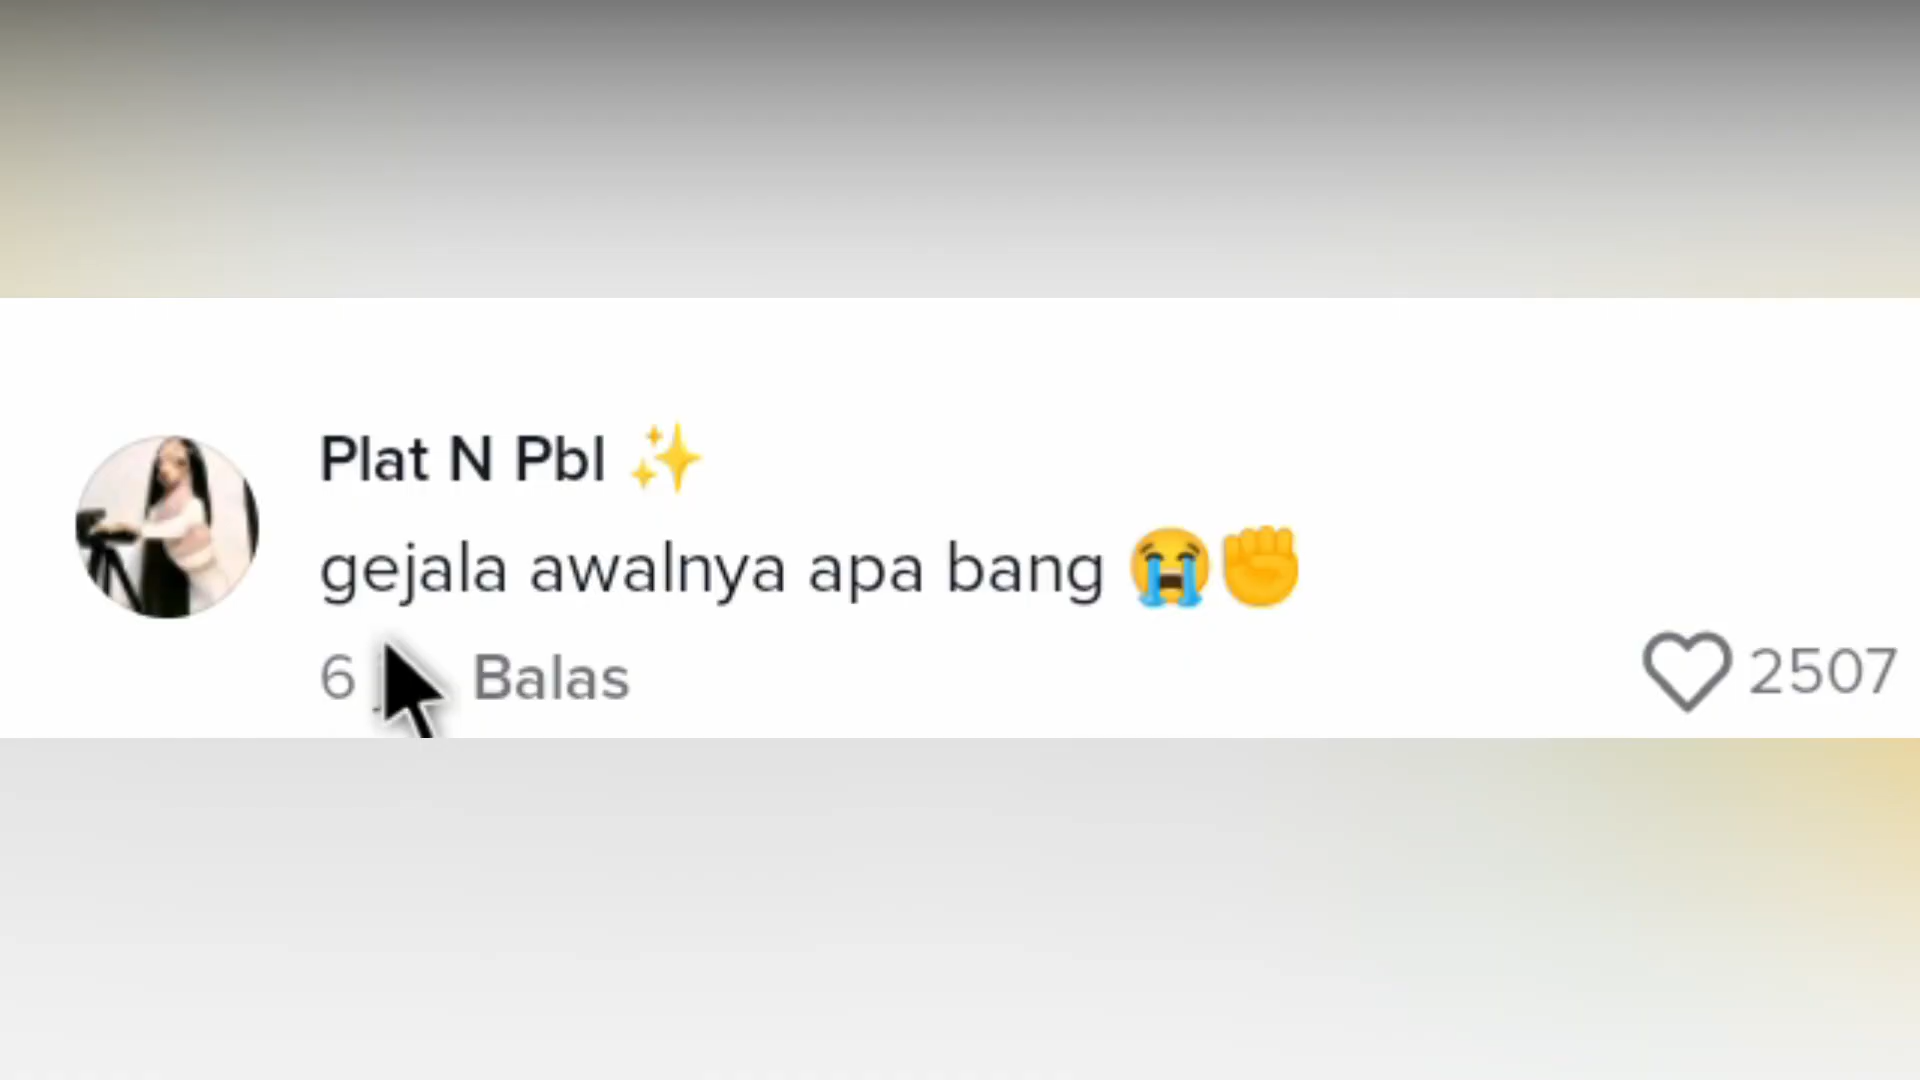 Plat N Pbl ✨
gejala awalnya apa bang 😭✊
6 Balas
2507